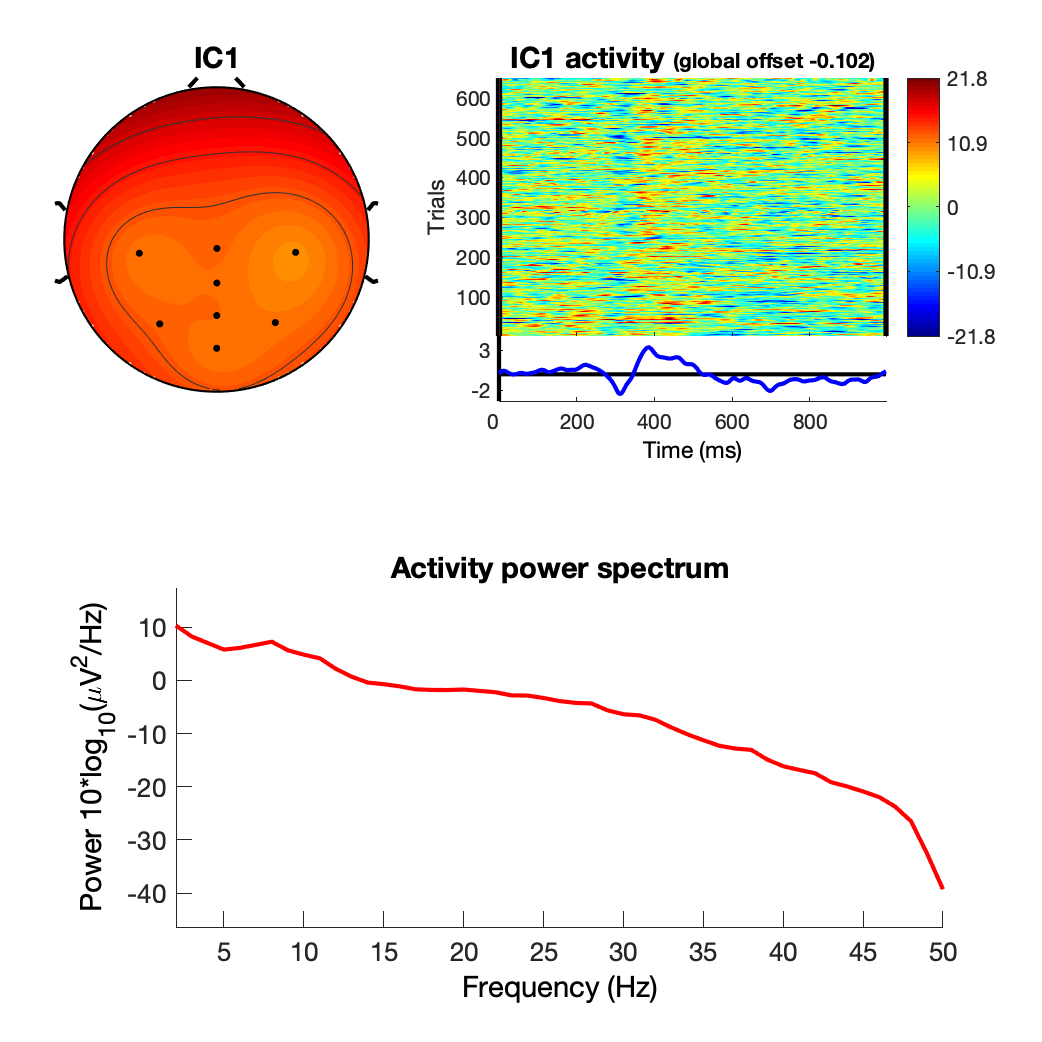 IC1
IC1 activity (global offset -0.102)
600
500
400
300
200
100
Trials
21.8
10.9
0
-10.9
-21.8
3
-2
0 200 400 600 800
Time (ms)
Activity power spectrum
Power 10*log10(μV2/Hz)
10
0
-10
-20
-30
-40
5 10 15 20 25 30 35 40 45 50
Frequency (Hz)